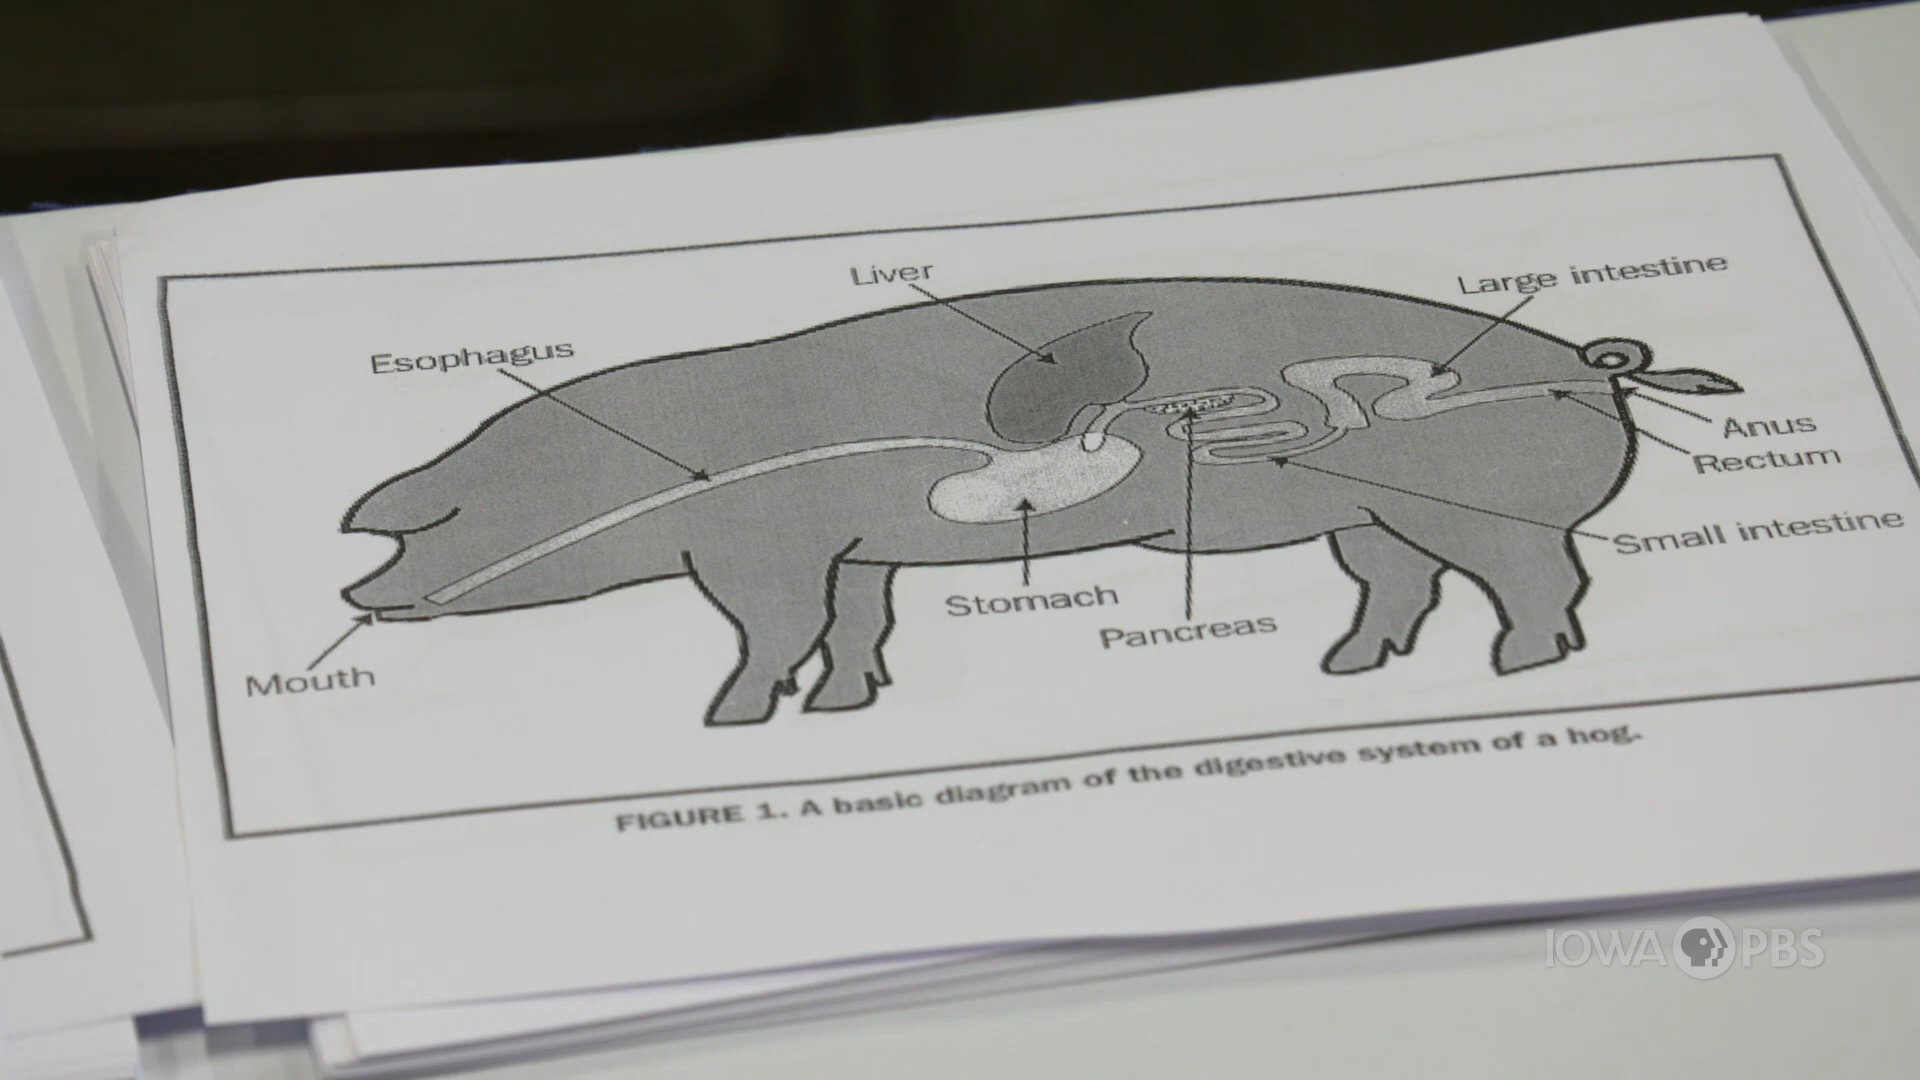 Liver
Large intestine
Esophagus
Anus
Rectum
Small intestine
Stomach
Pancreas
Mouth
FIGURE 1. A basic diagram of the digestive system of a hog.
IOWA PBS